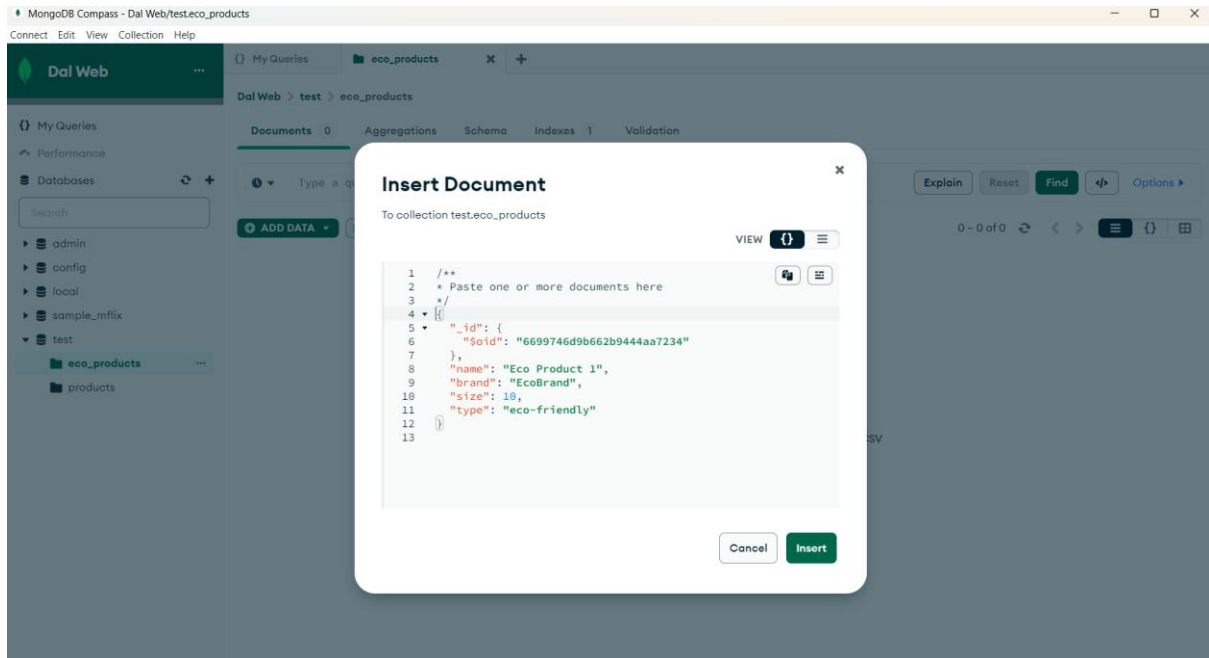 MongoDB Compass - Dal Web/test.eco_products
Connect Edit View Collection Help
Dal Web
{} My Queries
Performance
Databases
Search
admin
config
local
sample_mflix
test
eco_products
products
{} My Queries eco_products
Dal Web > test > eco_products
Documents 0 Aggregations Schema Indexes 1 Validation
Type a q
Explain Reset Find </> Options
ADD DATA
0 – 0 of 0
Insert Document
To collection test.eco_products
VIEW {}
1 /**
2 * Paste one or more documents here
3 */
4 {
5 "_id": {
6 "$oid": "6699746d9b662b9444aa7234"
7 },
8 "name": "Eco Product 1",
9 "brand": "EcoBrand",
10 "size": 10,
11 "type": "eco-friendly"
12 }
13
SV
Cancel Insert